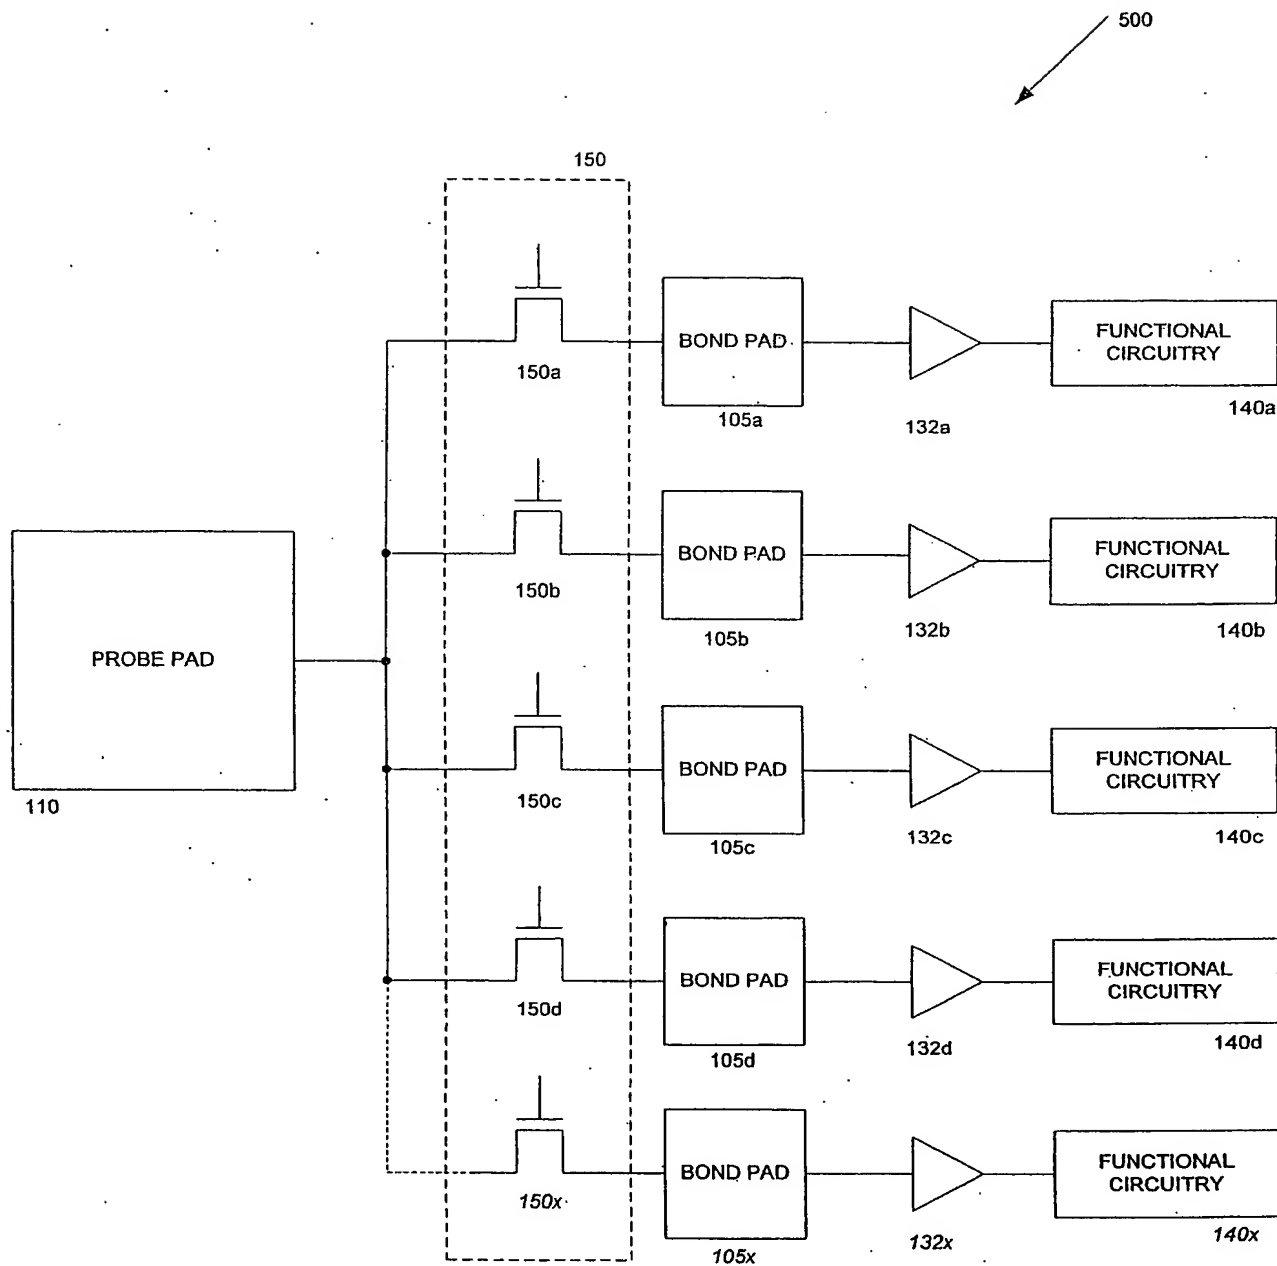 500
150
150a
BOND PAD
105a
132a
FUNCTIONAL
CIRCUITRY
140a
150b
BOND PAD
105b
132b
FUNCTIONAL
CIRCUITRY
140b
PROBE PAD
110
150c
BOND PAD
105c
132c
FUNCTIONAL
CIRCUITRY
140c
150d
BOND PAD
105d
132d
FUNCTIONAL
CIRCUITRY
140d
150x
BOND PAD
105x
132x
FUNCTIONAL
CIRCUITRY
140x